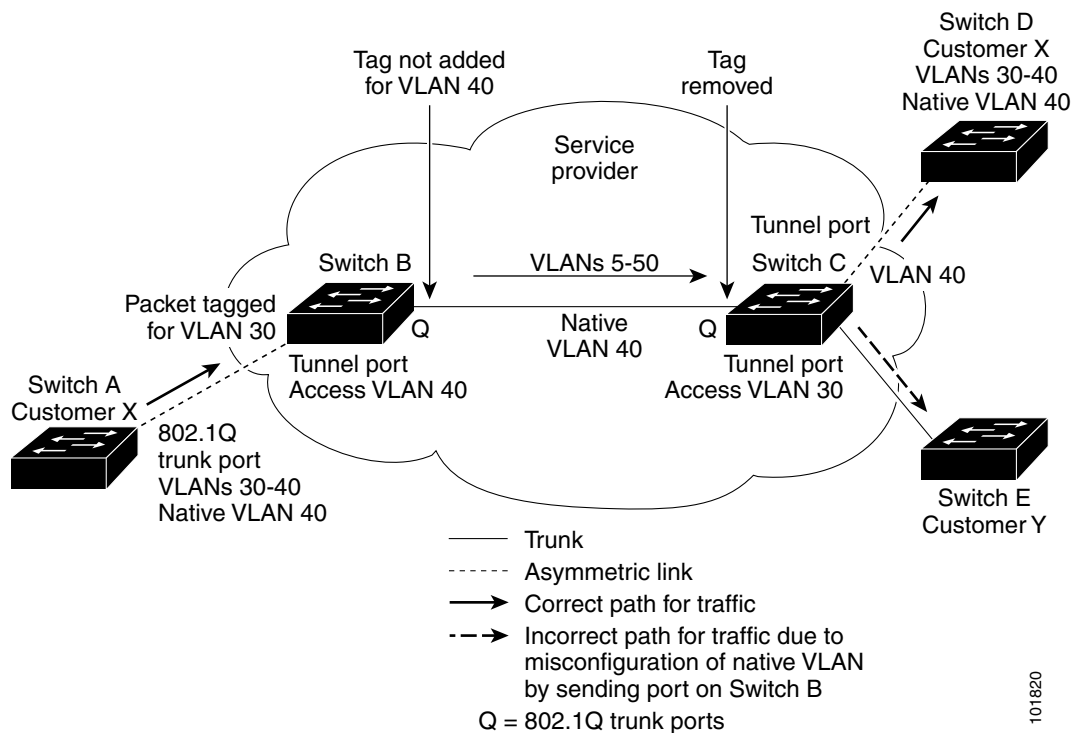 Tag not added
for VLAN 40
Tag
removed
Switch D
Customer X
VLANs 30-40
Native VLAN 40
Service
provider
Tunnel port
Switch B
VLANs 5-50
Switch C
VLAN 40
Packet tagged
for VLAN 30
Q
Native
VLAN 40
Q
Tunnel port
Access VLAN 40
Tunnel port
Access VLAN 30
Switch A
Customer X
802.1Q
trunk port
VLANs 30-40
Native VLAN 40
Switch E
Customer Y
Trunk
Asymmetric link
Correct path for traffic
Incorrect path for traffic due to
misconfiguration of native VLAN
by sending port on Switch B
Q = 802.1Q trunk ports
101820